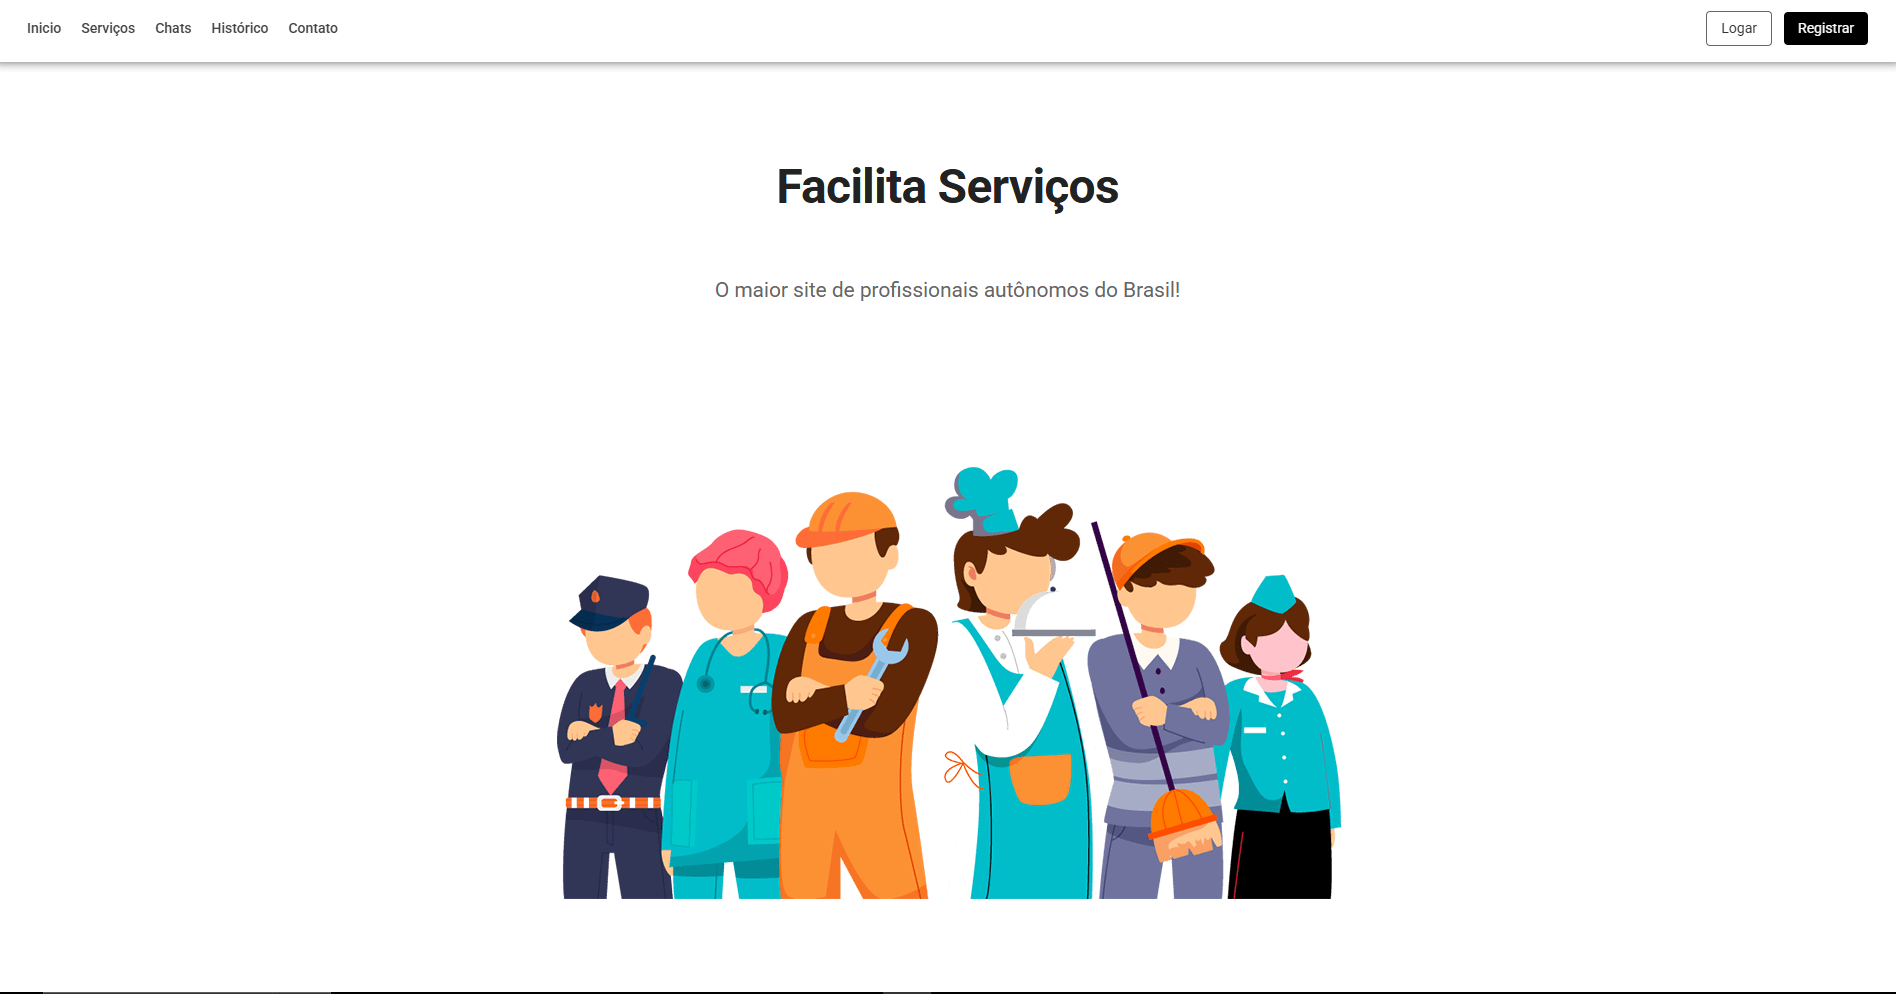 Inicio Serviços Chats Histórico Contato Logar Registrar
Facilita Serviços
O maior site de profissionais autônomos do Brasil!